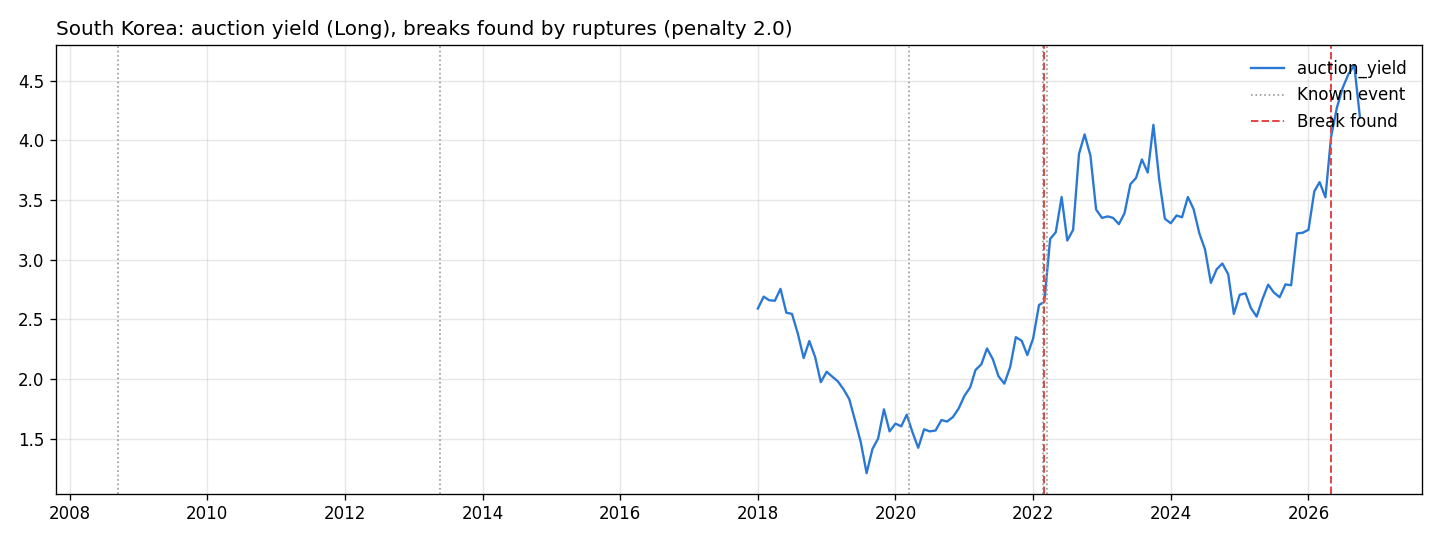 South Korea: auction yield (Long), breaks found by ruptures (penalty 2.0)
auction_yield
Known event
Break found
4.5
4.0
3.5
3.0
2.5
2.0
1.5
2008 2010 2012 2014 2016 2018 2020 2022 2024 2026